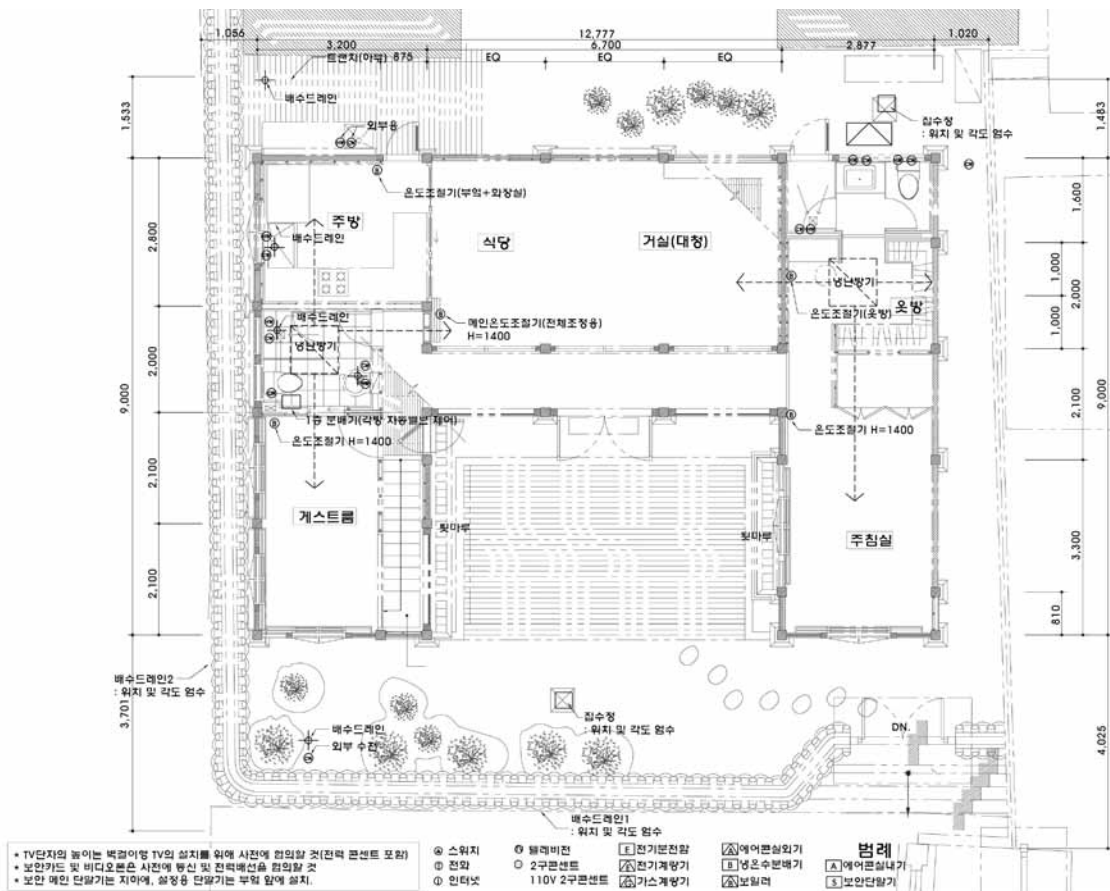 1,056
12,777
1,020
3,200
6,700
2,877
트랜치(하부) 875
EQ
EQ
EQ
배수드레인
1,533
외부용
집수정
: 위치 및 각도 엄수
1,483
온도조절기(부엌+화장실)
주방
배수드레인
식당
거실(대청)
2,800
1,600
냉난방기
온도조절기(옷방)
옷방
1,000
1,000
2,000
배수드레인
냉난방기
메인온도조절기(전체조정용)
H=1400
2,000
9,000
9,000
2,100
1층 분배기(각방 자동밸브 제어)
온도조절기 H=1400
온도조절기 H=1400
2,100
게스트룸
툇마루
툇마루
주침실
3,300
2,100
810
배수드레인2
: 위치 및 각도 엄수
3,701
집수정
: 위치 및 각도 엄수
배수드레인
외부 수전
DN.
4,025
배수드레인1
: 위치 및 각도 엄수
* TV단자의 높이는 벽걸이형 TV의 설치를 위해 사전에 협의할 것(전력 콘센트 포함)
* 보안카드 및 비디오폰은 사전에 통신 및 전력배선을 협의할 것
* 보안 메인 단말기는 지하에, 설정용 단말기는 부엌 앞에 설치.
스위치
텔레비전
E 전기분전함
에어콘실외기
범례
전화
2구콘센트
전기계량기
B 냉온수분배기
A 에어콘실내기
인터넷
110V 2구콘센트
가스계량기
보일러
S 보안단말기